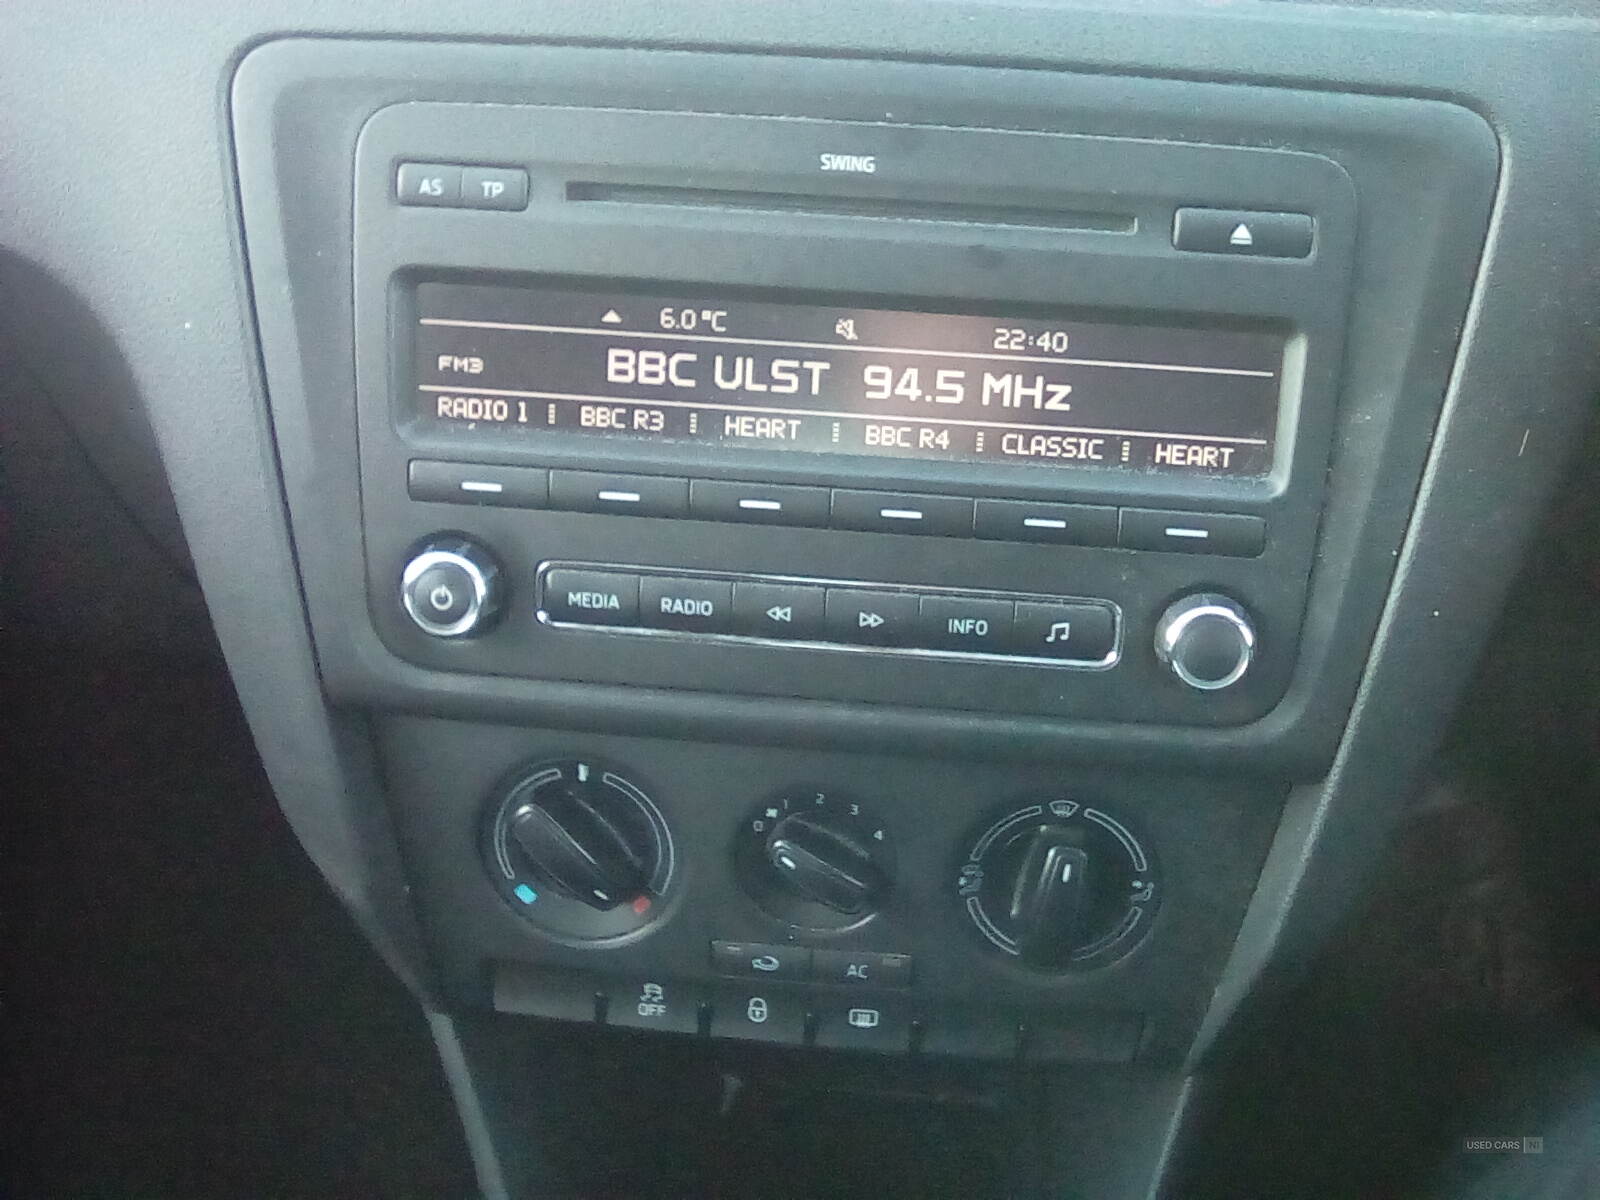 SWING
AS TP
6.0 °C 22:40
FM3 BBC ULST 94.5 MHz
RADIO 1 BBC R3 HEART BBC R4 CLASSIC HEART
MEDIA RADIO INFO
0 1 2 3 4
AC
OFF
USED CARS NI